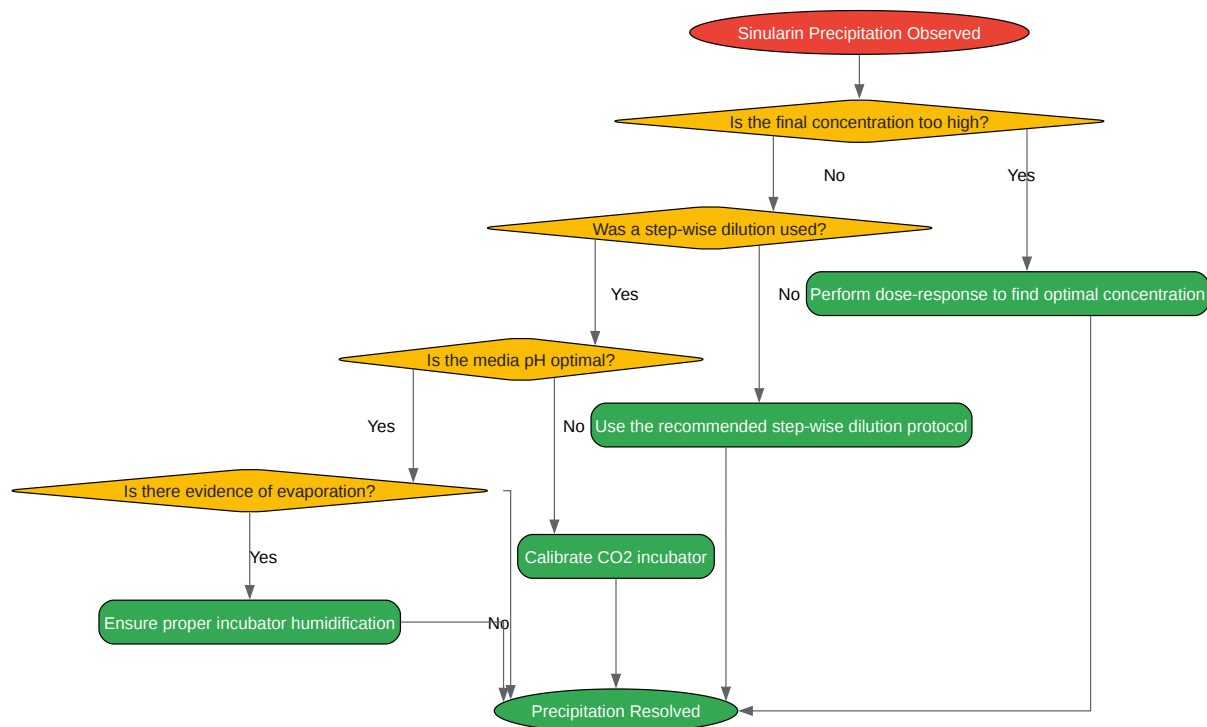 Sinularin Precipitation Observed
Is the final concentration too high?
No
Yes
Was a step-wise dilution used?
Yes
No
Perform dose-response to find optimal concentration
Is the media pH optimal?
Yes
No
Use the recommended step-wise dilution protocol
Is there evidence of evaporation?
Yes
Calibrate CO2 incubator
Ensure proper incubator humidification
No
Precipitation Resolved